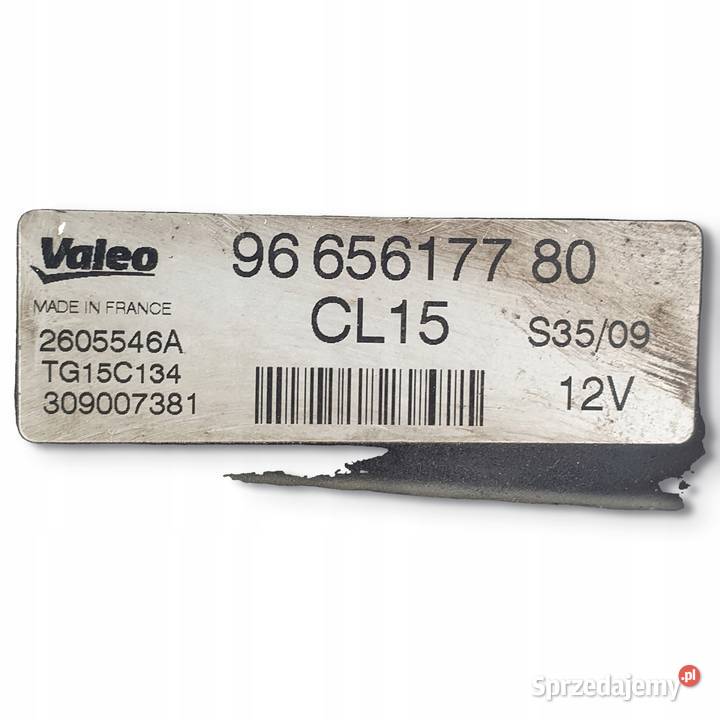 Valeo
96 656177 80
MADE IN FRANCE
CL15
S35/09
2605546A
TG15C134
12V
309007381
Sprzedajemy.pl